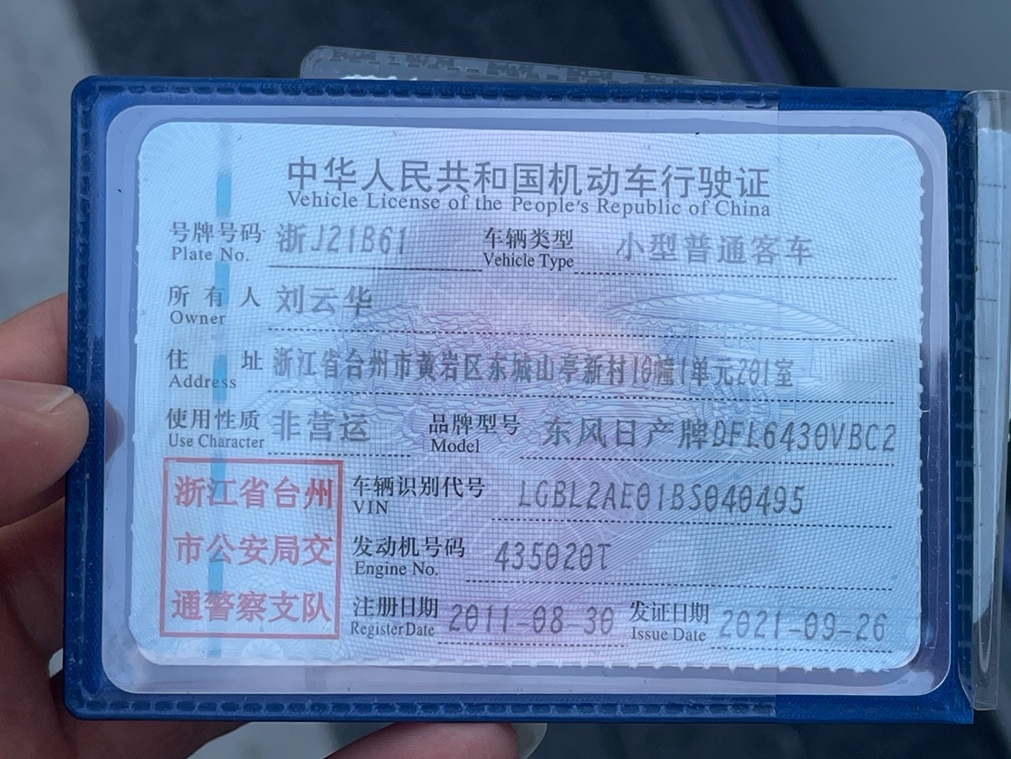 中华人民共和国机动车行驶证
Vehicle License of the People's Republic of China
号牌号码 浙J21B61 车辆类型 小型普通客车
Plate No. Vehicle Type
所有人 刘云华
Owner
住址 浙江省台州市黄岩区东城山亭新村10幢1单元201室
Address
使用性质 非营运 品牌型号 东风日产牌DFL6430VBC2
Use Character Model
浙江省台州
市公安局交
通警察支队
车辆识别代号 LGBL2AE01BS040495
VIN
发动机号码 435020T
Engine No.
注册日期 2011-08-30 发证日期 2021-09-26
Register Date Issue Date